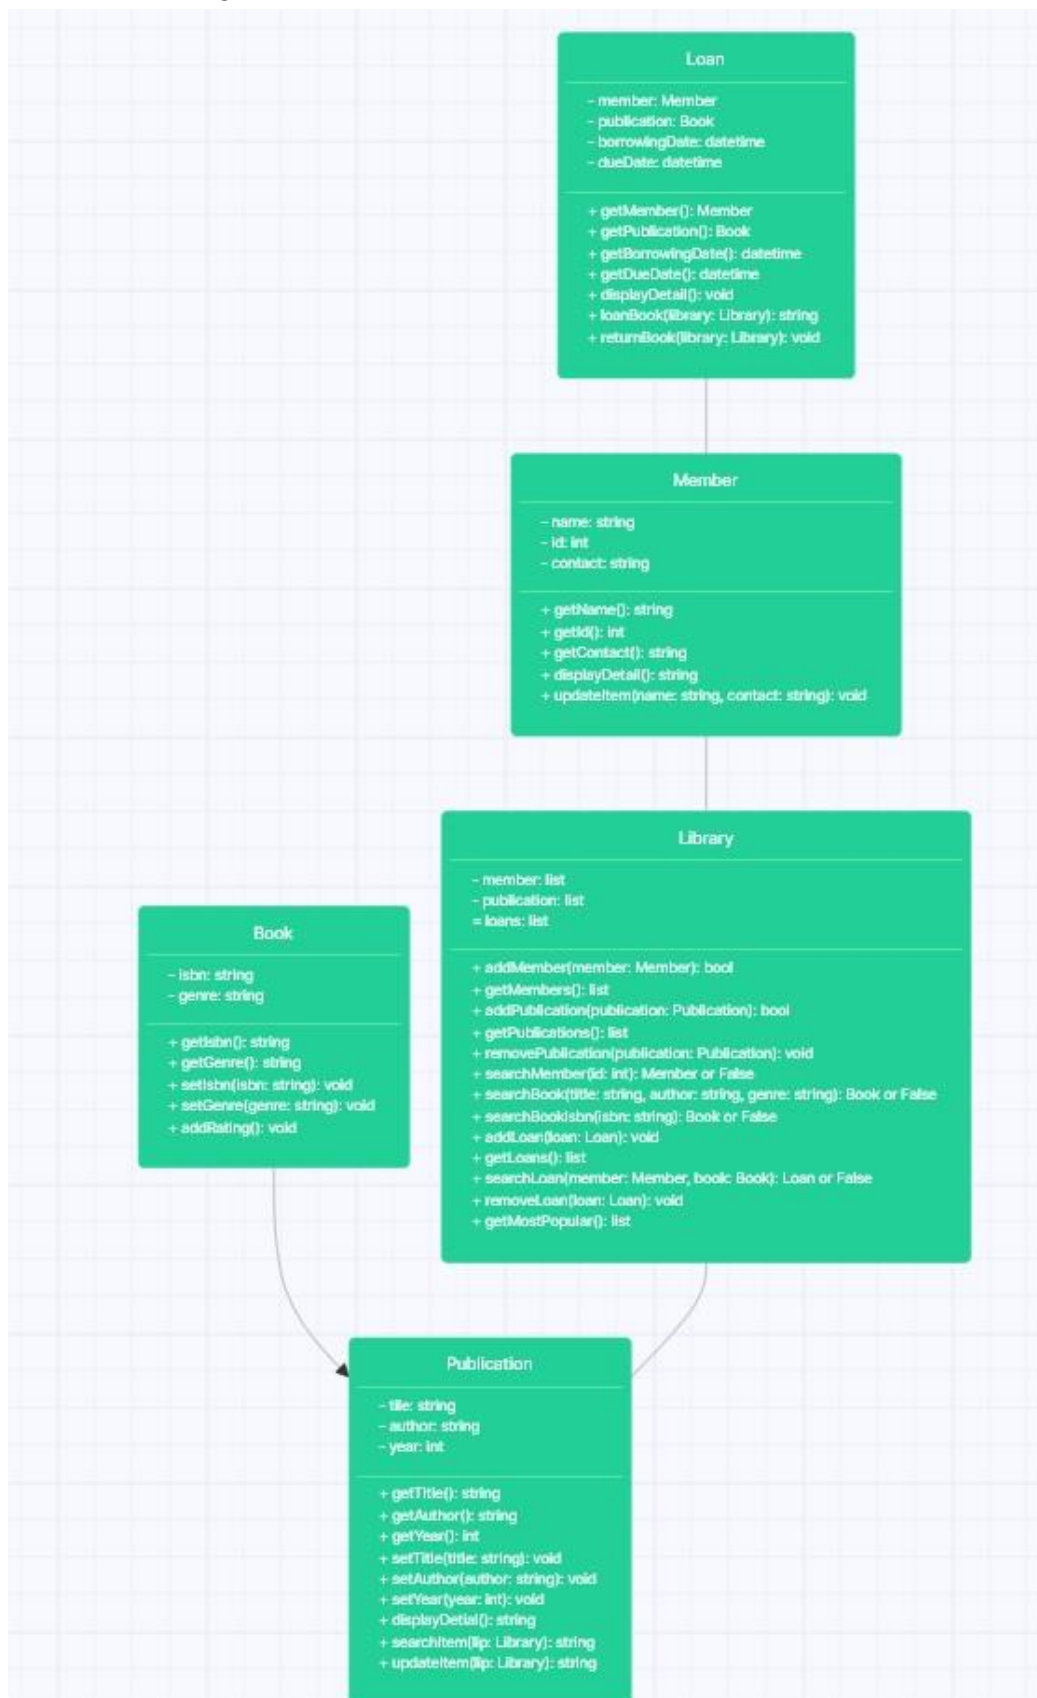 Loan
- member: Member
- publication: Book
- borrowingDate: datetime
- dueDate: datetime
+ getMember(): Member
+ getPublication(): Book
+ getBorrowingDate(): datetime
+ getDueDate(): datetime
+ displayDetail(): void
+ loanBook(library: Library): string
+ returnBook(library: Library): void
Member
- name: string
- id: int
- contact: string
+ getName(): string
+ getId(): int
+ getContact(): string
+ displayDetail(): string
+ updateItem(name: string, contact: string): void
Library
- member: list
- publication: list
= loans: list
+ addMember(member: Member): bool
+ getMembers(): list
+ addPublication(publication: Publication): bool
+ getPublications(): list
+ removePublication(publication: Publication): void
+ searchMember(id: int): Member or False
+ searchBook(title: string, author: string, genre: string): Book or False
+ searchBookIsbn(isbn: string): Book or False
+ addLoan(loan: Loan): void
+ getLoans(): list
+ searchLoan(member: Member, book: Book): Loan or False
+ removeLoan(loan: Loan): void
+ getMostPopular(): list
Book
- isbn: string
- genre: string
+ getIsbn(): string
+ getGenre(): string
+ setIsbn(isbn: string): void
+ setGenre(genre: string): void
+ addRating(): void
Publication
- tile: string
- author: string
- year: int
+ getTitle(): string
+ getAuthor(): string
+ getYear(): int
+ setTitle(title: string): void
+ setAuthor(author: string): void
+ setYear(year: int): void
+ displayDetial(): string
+ searchItem(lip: Library): string
+ updateItem(lip: Library): string